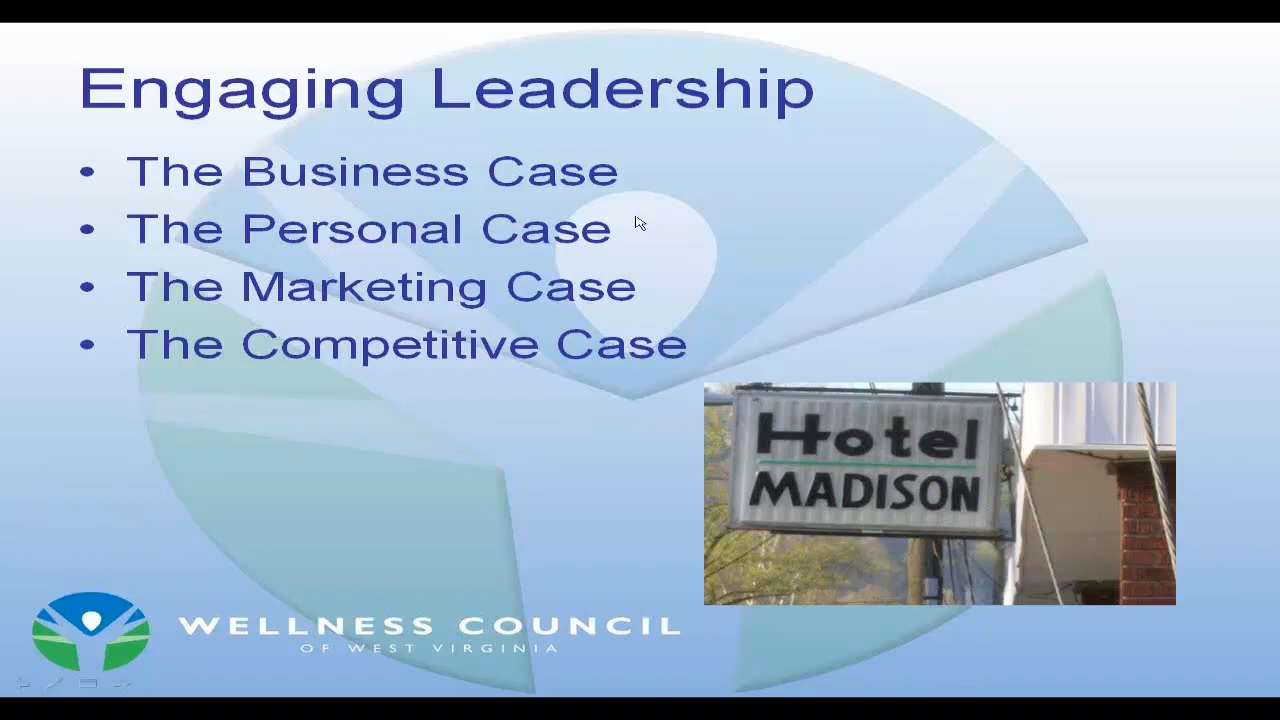 Engaging Leadership
• The Business Case
• The Personal Case
• The Marketing Case
• The Competitive Case
Hotel
MADISON
WELLNESS COUNCIL
OF WEST VIRGINIA